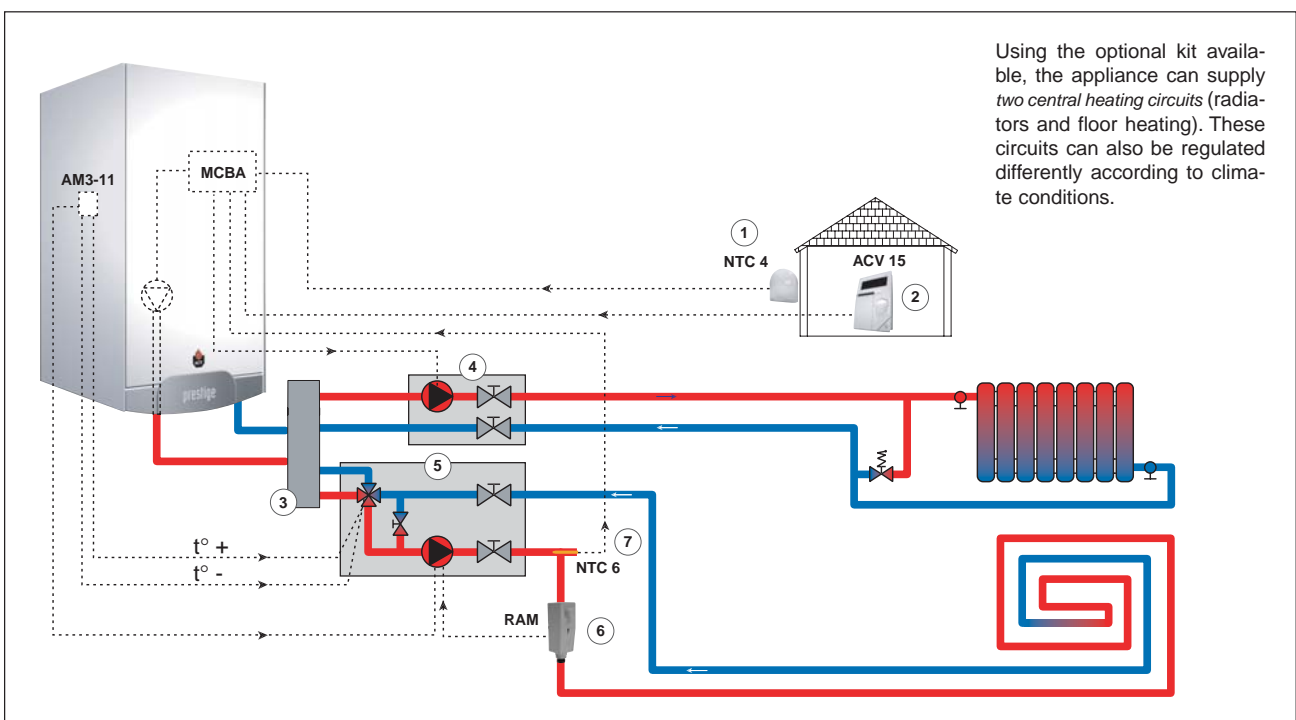 Using the optional kit availa-
ble, the appliance can supply
two central heating circuits (radia-
tors and floor heating). These
circuits can also be regulated
differently according to clima-
te conditions.
MCBA
AM3-11
1
NTC 4
ACV 15
2
prestige
4
5
3
7
NTC 6
t° +
t° -
RAM
6